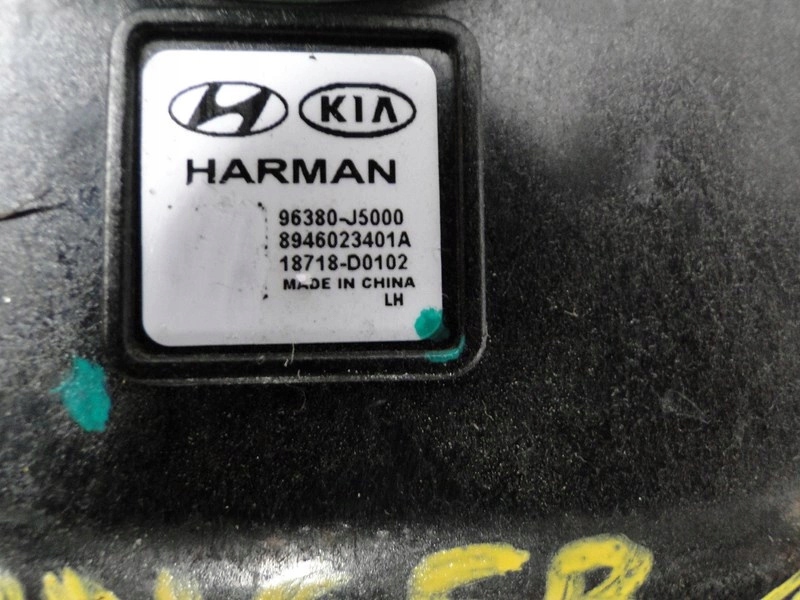 KIA
HARMAN
96380-J5000
8946023401A
18718-D0102
MADE IN CHINA
LH